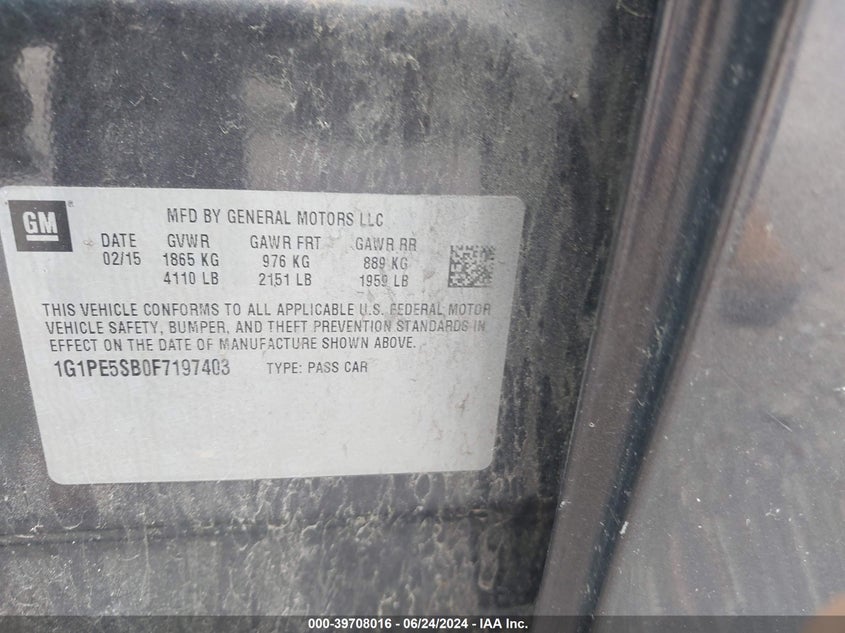 GM
MFD BY GENERAL MOTORS LLC
DATE GVWR GAWR FRT GAWR RR
02/15 1865 KG 976 KG 889 KG
4110 LB 2151 LB 1959 LB
THIS VEHICLE CONFORMS TO ALL APPLICABLE U.S. FEDERAL MOTOR
VEHICLE SAFETY, BUMPER, AND THEFT PREVENTION STANDARDS IN
EFFECT ON THE DATE OF MANUFACTURE SHOWN ABOVE.
1G1PE5SB0F7197403 TYPE: PASS CAR
000-39708016 - 06/24/2024 - IAA, Inc.